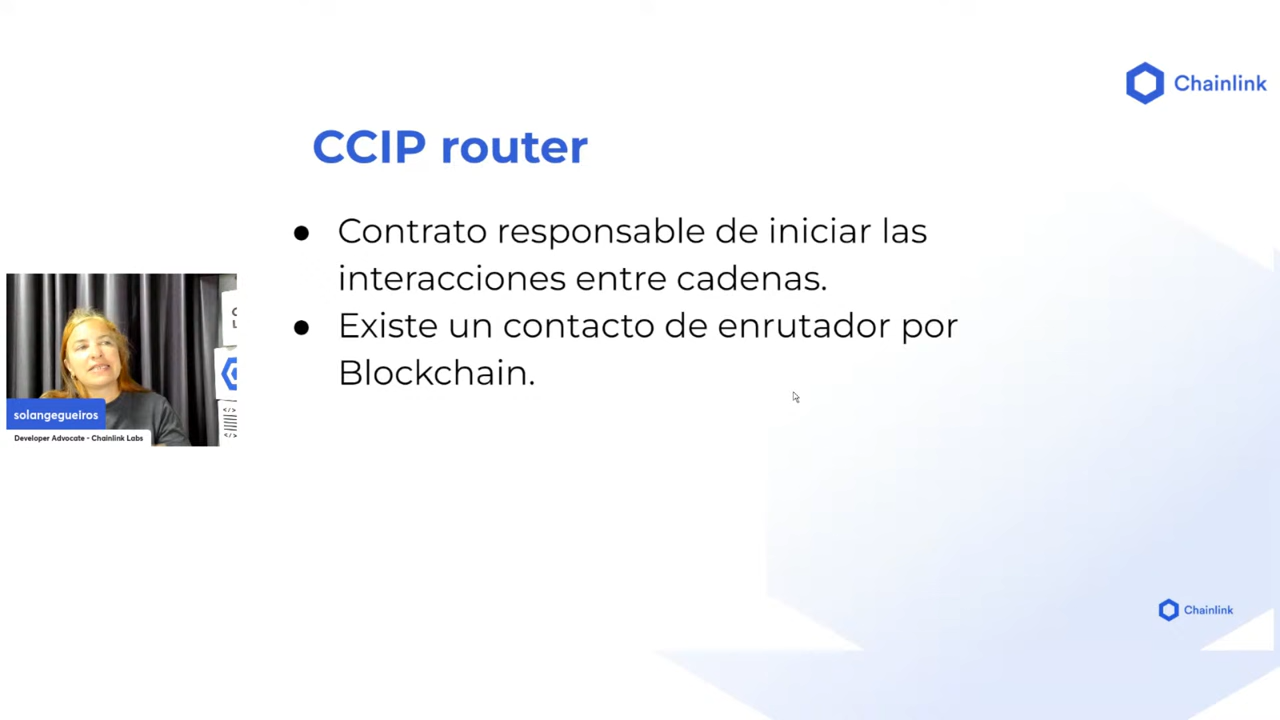 Chainlink
CCIP router
● Contrato responsable de iniciar las
interacciones entre cadenas.
● Existe un contacto de enrutador por
Blockchain.
solangegueiros
Developer Advocate - Chainlink Labs
Chainlink